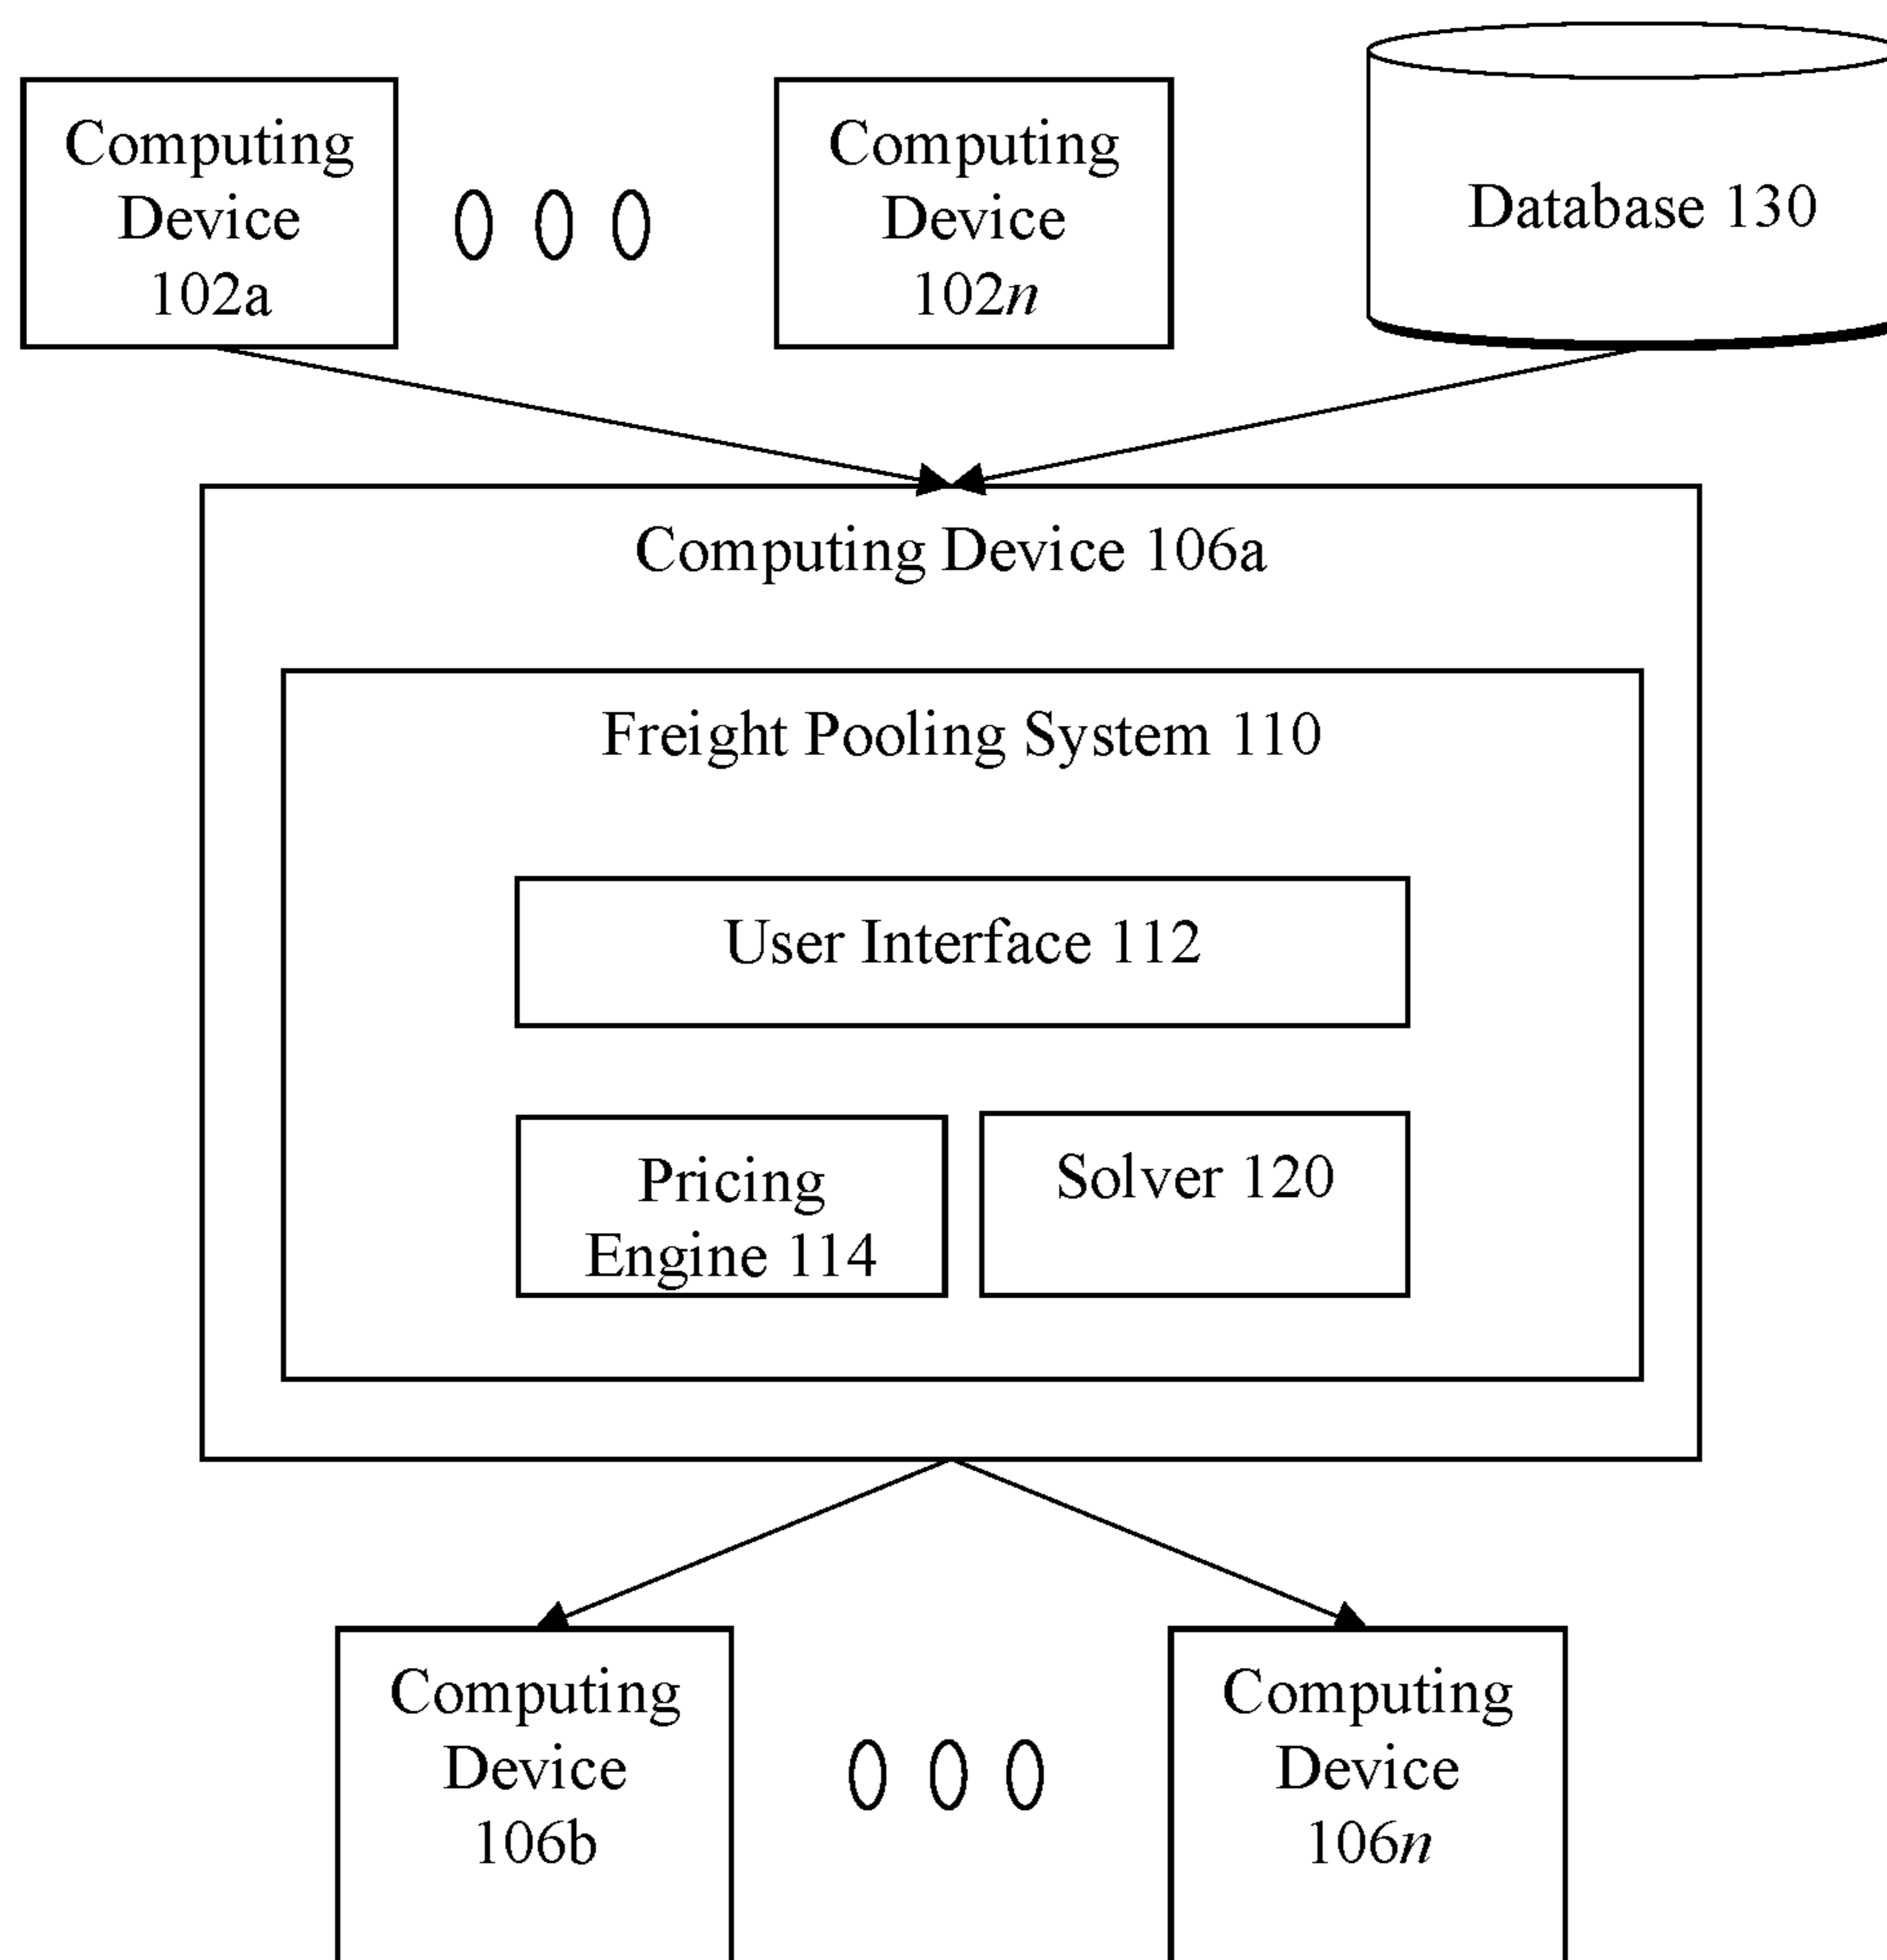 Computing
Device
102a
Computing
Device
102n
Database 130
Computing Device 106a
Freight Pooling System 110
User Interface 112
Pricing
Engine 114
Solver 120
Computing
Device
106b
Computing
Device
106n